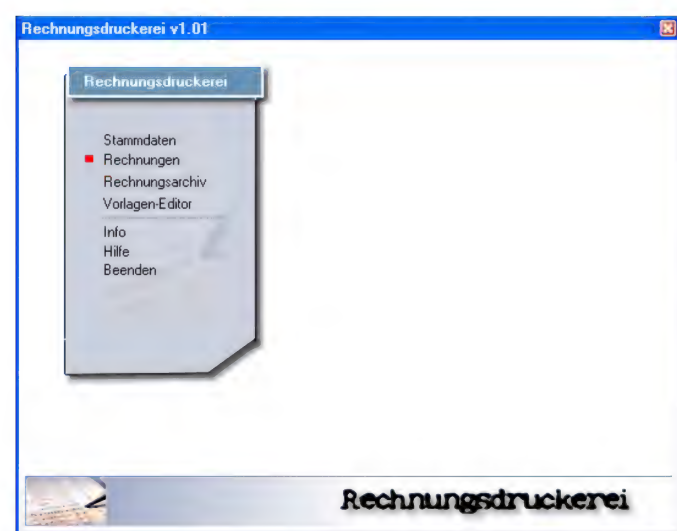 Rechnungsdruckerei v1.01
Rechnungsdruckerei
Stammdaten
Rechnungen
Rechnungsarchiv
Vorlagen-Editor
Info
Hilfe
Beenden
Rechnungsdruckerei